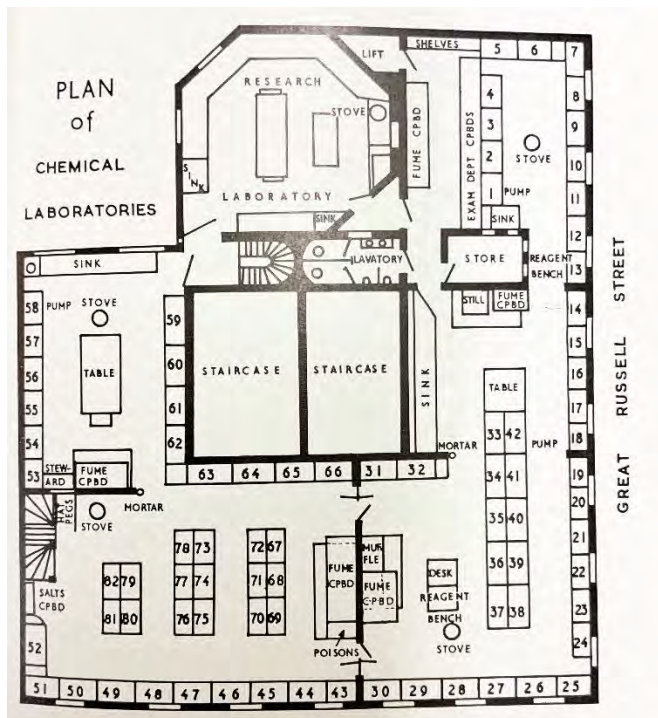 PLAN
of
CHEMICAL
LABORATORIES
LIFT
SHELVES
5 6 7
RESEARCH
STOVE
SINK
LABORATORY
SINK
FUME CPBD
EXAM DEPT CPBDS
4
3
2
1
PUMP
SINK
STOVE
8
9
10
11
12
13
STORE
REAGENT
BENCH
LAVATORY
STILL
FUME
CPBD
GREAT RUSSELL STREET
SINK
58
57
56
55
54
53
PUMP
STOVE
TABLE
STEW-
ARD
FUME
CPBD
59
60
61
62
STAIRCASE
STAIRCASE
SINK
MORTAR
63 64 65 66 31 32
TABLE
33 42
34 41
35 40
36 39
37 38
PUMP
14
15
16
17
18
19
20
21
22
23
24
HAT
PEGS
STOVE
MORTAR
SALTS
CPBD
52
82 79
81 80
78 73
77 74
76 75
72 67
71 68
70 69
FUME
CPBD
POISONS
MUF
FLE
FUME
C-PBD
DESK
REAGENT
BENCH
STOVE
51 50 49 48 47 46 45 44 43 30 29 28 27 26 25